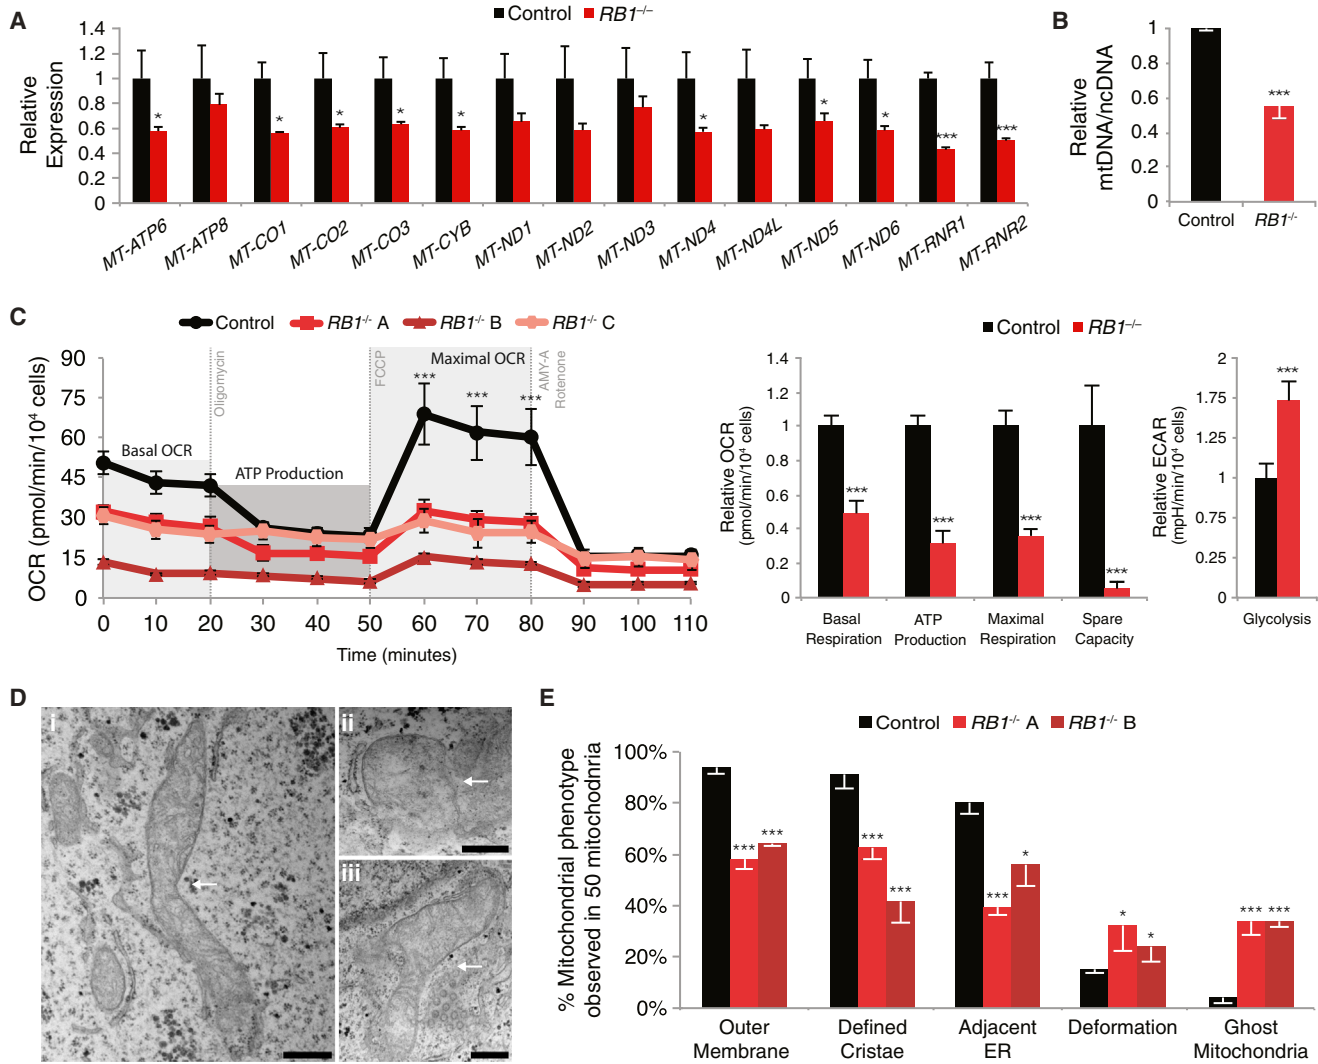 A
Control RB1⁻/⁻
Relative
Expression
1.4
1.2
1
0.8
0.6
0.4
0.2
0
* * * * * * * * *** ***
MT-ATP6 MT-ATP8 MT-CO1 MT-CO2 MT-CO3 MT-CYB MT-ND1 MT-ND2 MT-ND3 MT-ND4 MT-ND4L MT-ND5 MT-ND6 MT-RNR1 MT-RNR2
B
Relative
mtDNA/ncDNA
1
0.8
0.6
0.4
0.2
0
***
Control RB1⁻/⁻
C
Control RB1⁻/⁻ A RB1⁻/⁻ B RB1⁻/⁻ C
OCR (pmol/min/10⁴ cells)
90
75
60
45
30
15
0
Basal OCR
Oligomycin
ATP Production
FCCP
Maximal OCR
AMY-A
Rotenone
*** *** ***
0 10 20 30 40 50 60 70 80 90 100 110
Time (minutes)
Control RB1⁻/⁻
Relative OCR
(pmol/min/10⁴ cells)
1.4
1.2
1
0.8
0.6
0.4
0.2
0
*** *** *** ***
Basal
Respiration
ATP
Production
Maximal
Respiration
Spare
Capacity
Relative ECAR
(mpH/min/10⁴ cells)
1.4
1.75
1.25
1
0.75
0.25
0
***
Glycolysis
D
i
ii
iii
E
Control RB1⁻/⁻ A RB1⁻/⁻ B
% Mitochondrial phenotype
observed in 50 mitochodnria
100%
80%
60%
40%
20%
0%
*** *** *** *** *** * * * *** ***
Outer
Membrane
Defined
Cristae
Adjacent
ER
Deformation
Ghost
Mitochondria